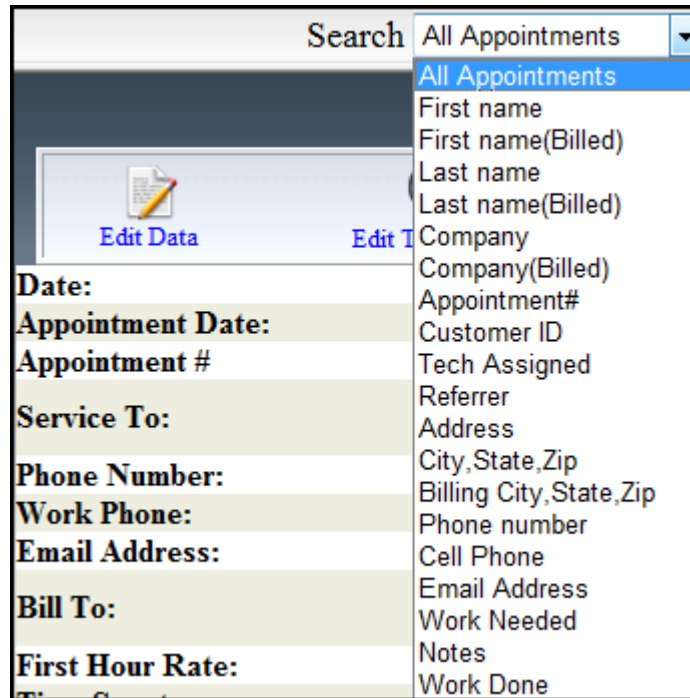 Search All Appointments
All Appointments
First name
First name(Billed)
Last name
Last name(Billed)
Company
Company(Billed)
Appointment#
Customer ID
Tech Assigned
Referrer
Address
City,State,Zip
Billing City,State,Zip
Phone number
Cell Phone
Email Address
Work Needed
Notes
Work Done
Edit Data
Edit
Date:
Appointment Date:
Appointment #
Service To:
Phone Number:
Work Phone:
Email Address:
Bill To:
First Hour Rate: